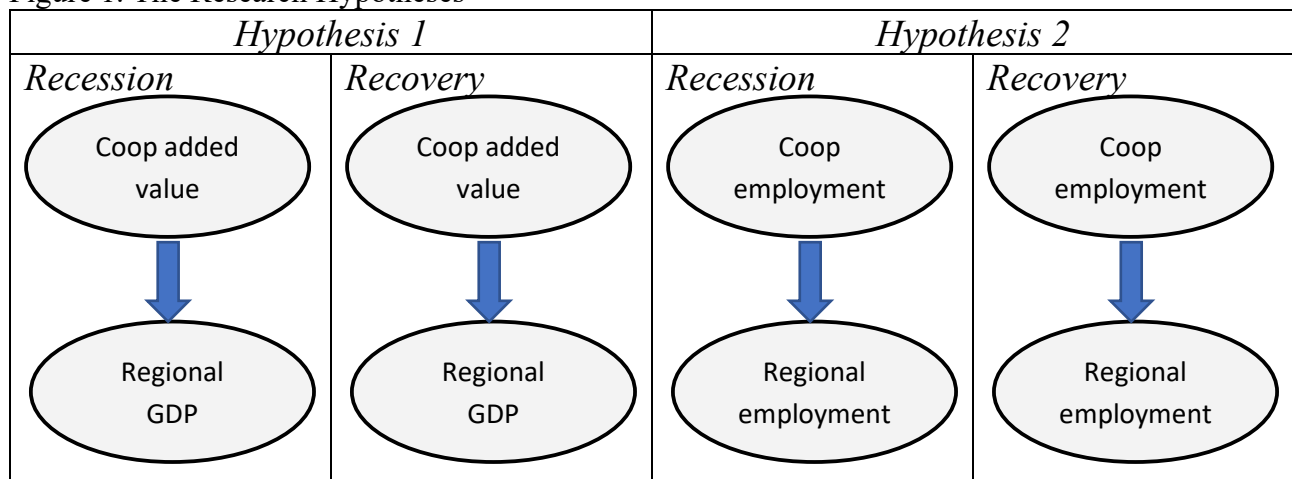 Figure 1. The Research Hypotheses
Hypothesis 1
Hypothesis 2
Recession
Coop added
value
Regional
GDP
Recovery
Coop added
value
Regional
GDP
Recession
Coop
employment
Regional
employment
Recovery
Coop
employment
Regional
employment